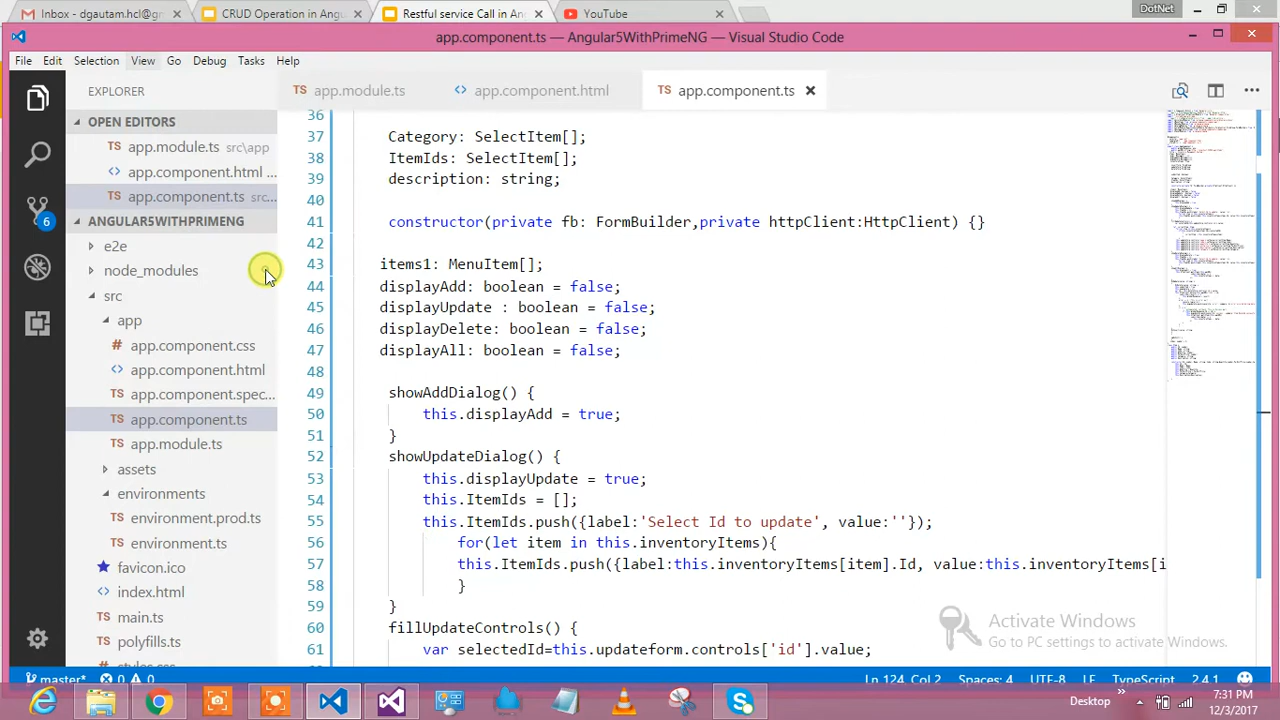 Inbox - dgautam.hcl@gr
CRUD Operation in Angu
Restful service Call in Ang
YouTube
DotNet
app.component.ts — Angular5WithPrimeNG — Visual Studio Code
File Edit Selection View Go Debug Tasks Help
EXPLORER
app.module.ts
app.component.html
app.component.ts
OPEN EDITORS
app.module.ts src\app
app.component.html ...
app.component.ts src...
ANGULAR5WITHPRIMENG
e2e
node_modules
src
app
app.component.css
app.component.html
app.component.spec...
app.component.ts
app.module.ts
assets
environments
environment.prod.ts
environment.ts
favicon.ico
index.html
main.ts
polyfills.ts
styles.css
6
36
37 Category: SelectItem[];
38 ItemIds: SelectItem[];
39 description: string;
40
41 constructor(private fb: FormBuilder,private httpClient:HttpClient) {}
42
43 items1: MenuItem[];
44 displayAdd: boolean = false;
45 displayUpdate: boolean = false;
46 displayDelete: boolean = false;
47 displayAll: boolean = false;
48
49 showAddDialog() {
50 this.displayAdd = true;
51 }
52 showUpdateDialog() {
53 this.displayUpdate = true;
54 this.ItemIds = [];
55 this.ItemIds.push({label:'Select Id to update', value:''});
56 for(let item in this.inventoryItems){
57 this.ItemIds.push({label:this.inventoryItems[item].Id, value:this.inventoryItems[i
58 }
59 }
60 fillUpdateControls() {
61 var selectedId=this.updateform.controls['id'].value;
Activate Windows
Go to PC settings to activate Windows.
master* 0 0
Ln 124, Col 2 Spaces: 4 UTF-8 LF TypeScript 2.4.1
Desktop
7:31 PM
12/3/2017